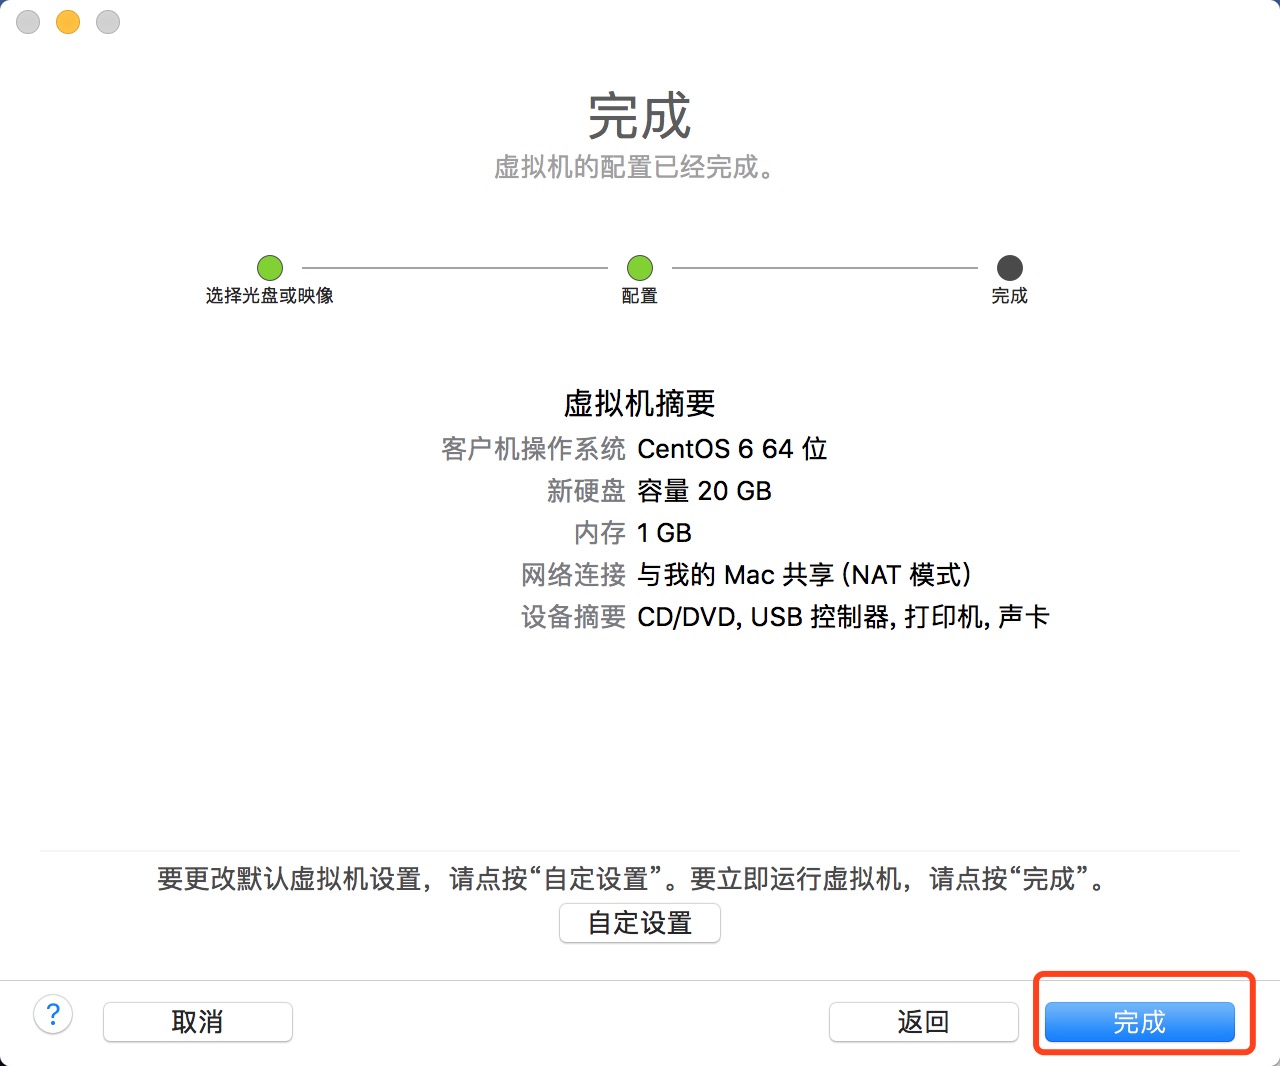 完成
虚拟机的配置已经完成。
选择光盘或映像
配置
完成
虚拟机摘要
客户机操作系统 CentOS 6 64 位
新硬盘 容量 20 GB
内存 1 GB
网络连接 与我的 Mac 共享 (NAT 模式)
设备摘要 CD/DVD, USB 控制器, 打印机, 声卡
要更改默认虚拟机设置，请点按“自定设置”。要立即运行虚拟机，请点按“完成”。
自定设置
?
取消
返回
完成